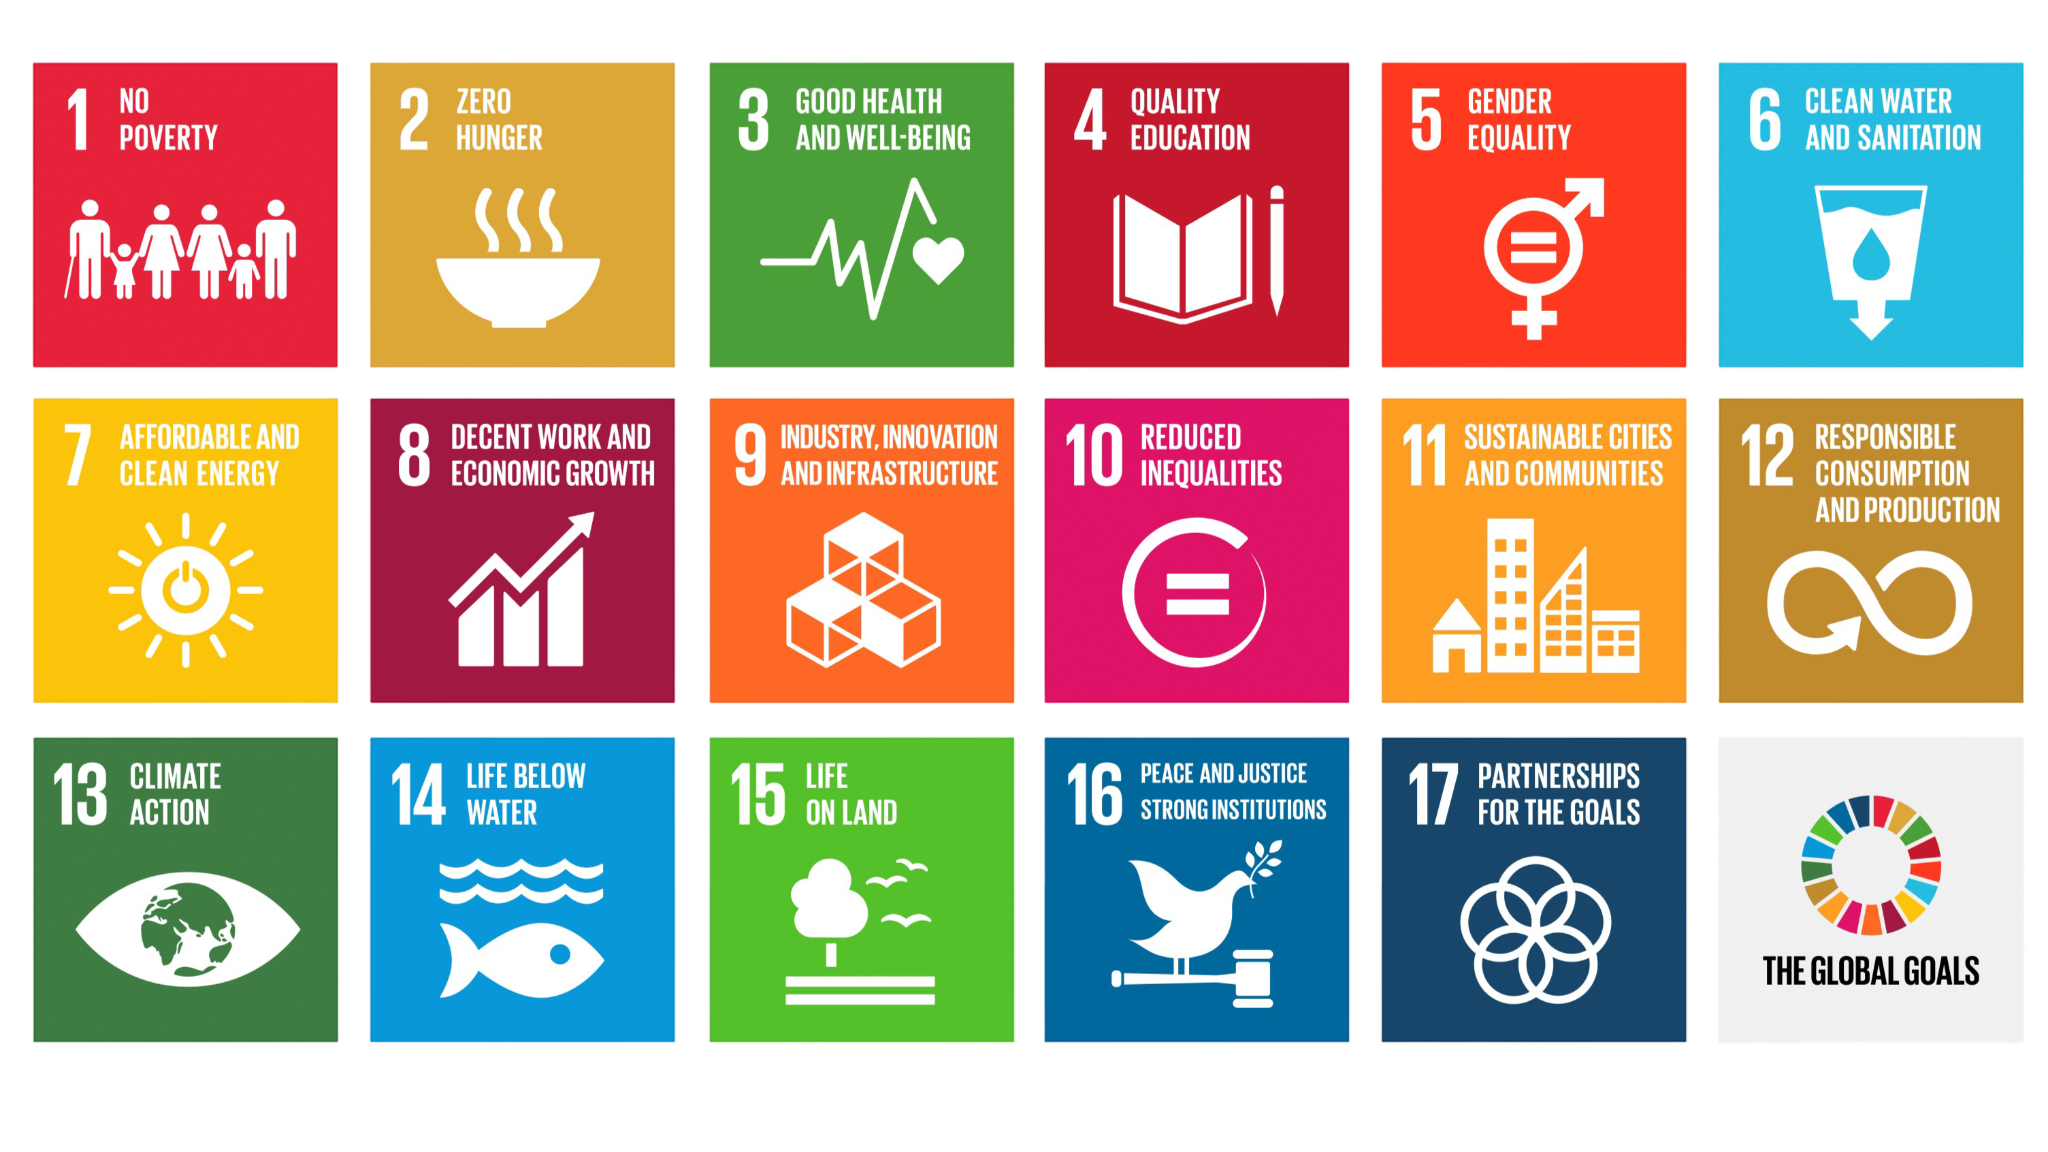 1 NO
POVERTY
2 ZERO
HUNGER
3 GOOD HEALTH
AND WELL-BEING
4 QUALITY
EDUCATION
5 GENDER
EQUALITY
6 CLEAN WATER
AND SANITATION
7 AFFORDABLE AND
CLEAN ENERGY
8 DECENT WORK AND
ECONOMIC GROWTH
9 INDUSTRY, INNOVATION
AND INFRASTRUCTURE
10 REDUCED
INEQUALITIES
11 SUSTAINABLE CITIES
AND COMMUNITIES
12 RESPONSIBLE
CONSUMPTION
AND PRODUCTION
13 CLIMATE
ACTION
14 LIFE BELOW
WATER
15 LIFE
ON LAND
16 PEACE AND JUSTICE
STRONG INSTITUTIONS
17 PARTNERSHIPS
FOR THE GOALS
THE GLOBAL GOALS